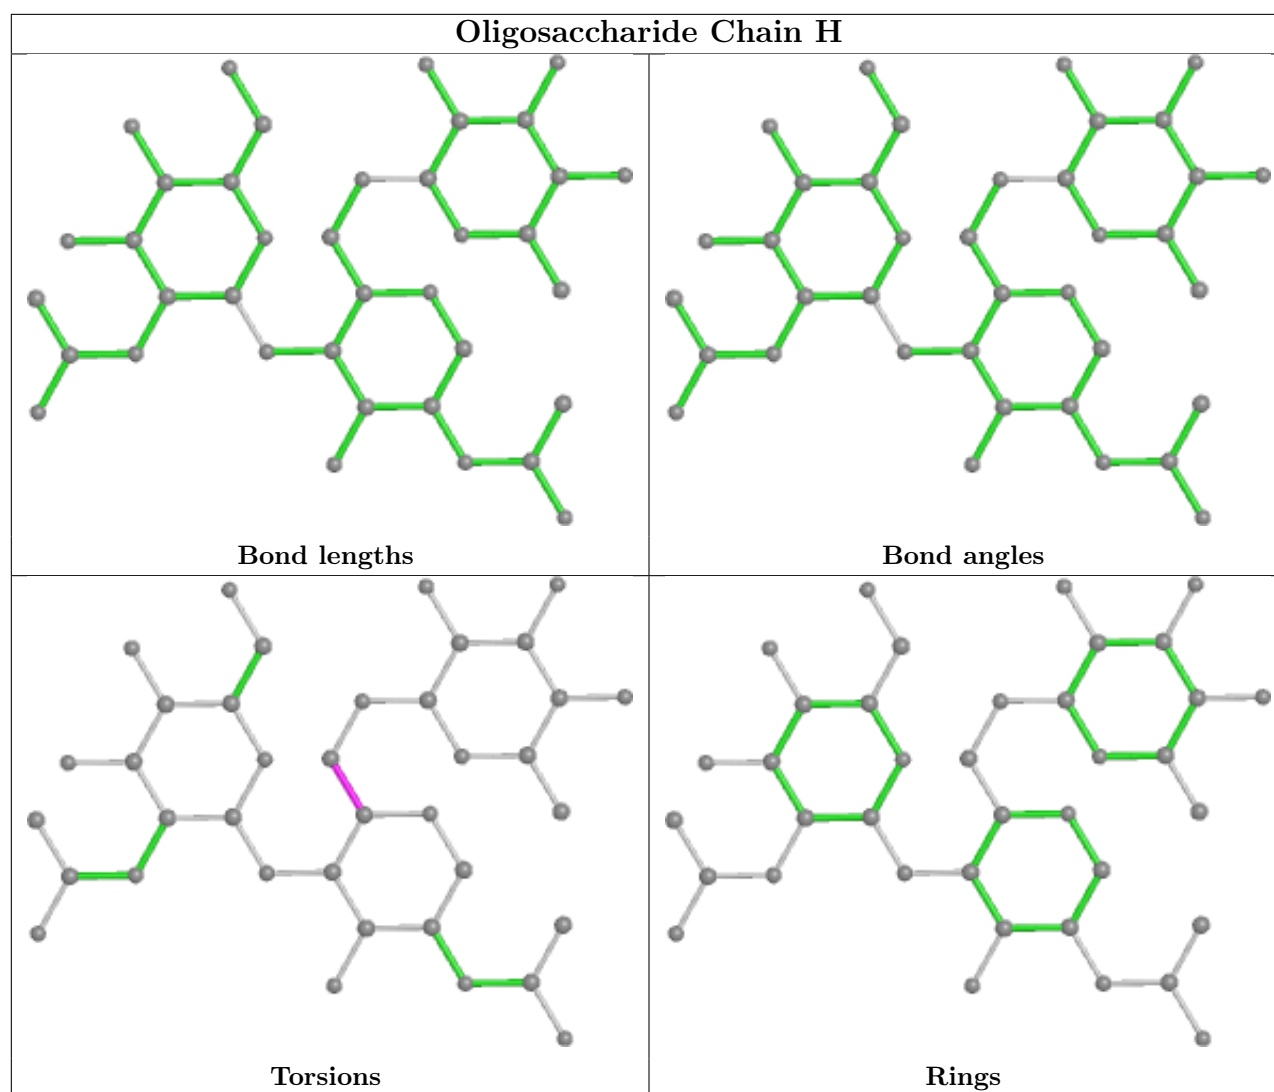 Oligosaccharide Chain H
Bond lengths
Bond angles
Torsions
Rings